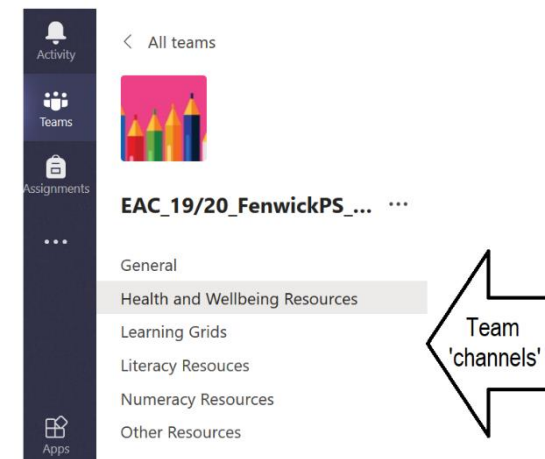 Activity
Teams
Assignments
Apps
< All teams
EAC_19/20_FenwickPS_... ...
General
Health and Wellbeing Resources
Learning Grids
Literacy Resouces
Numeracy Resources
Other Resources
Team
'channels'